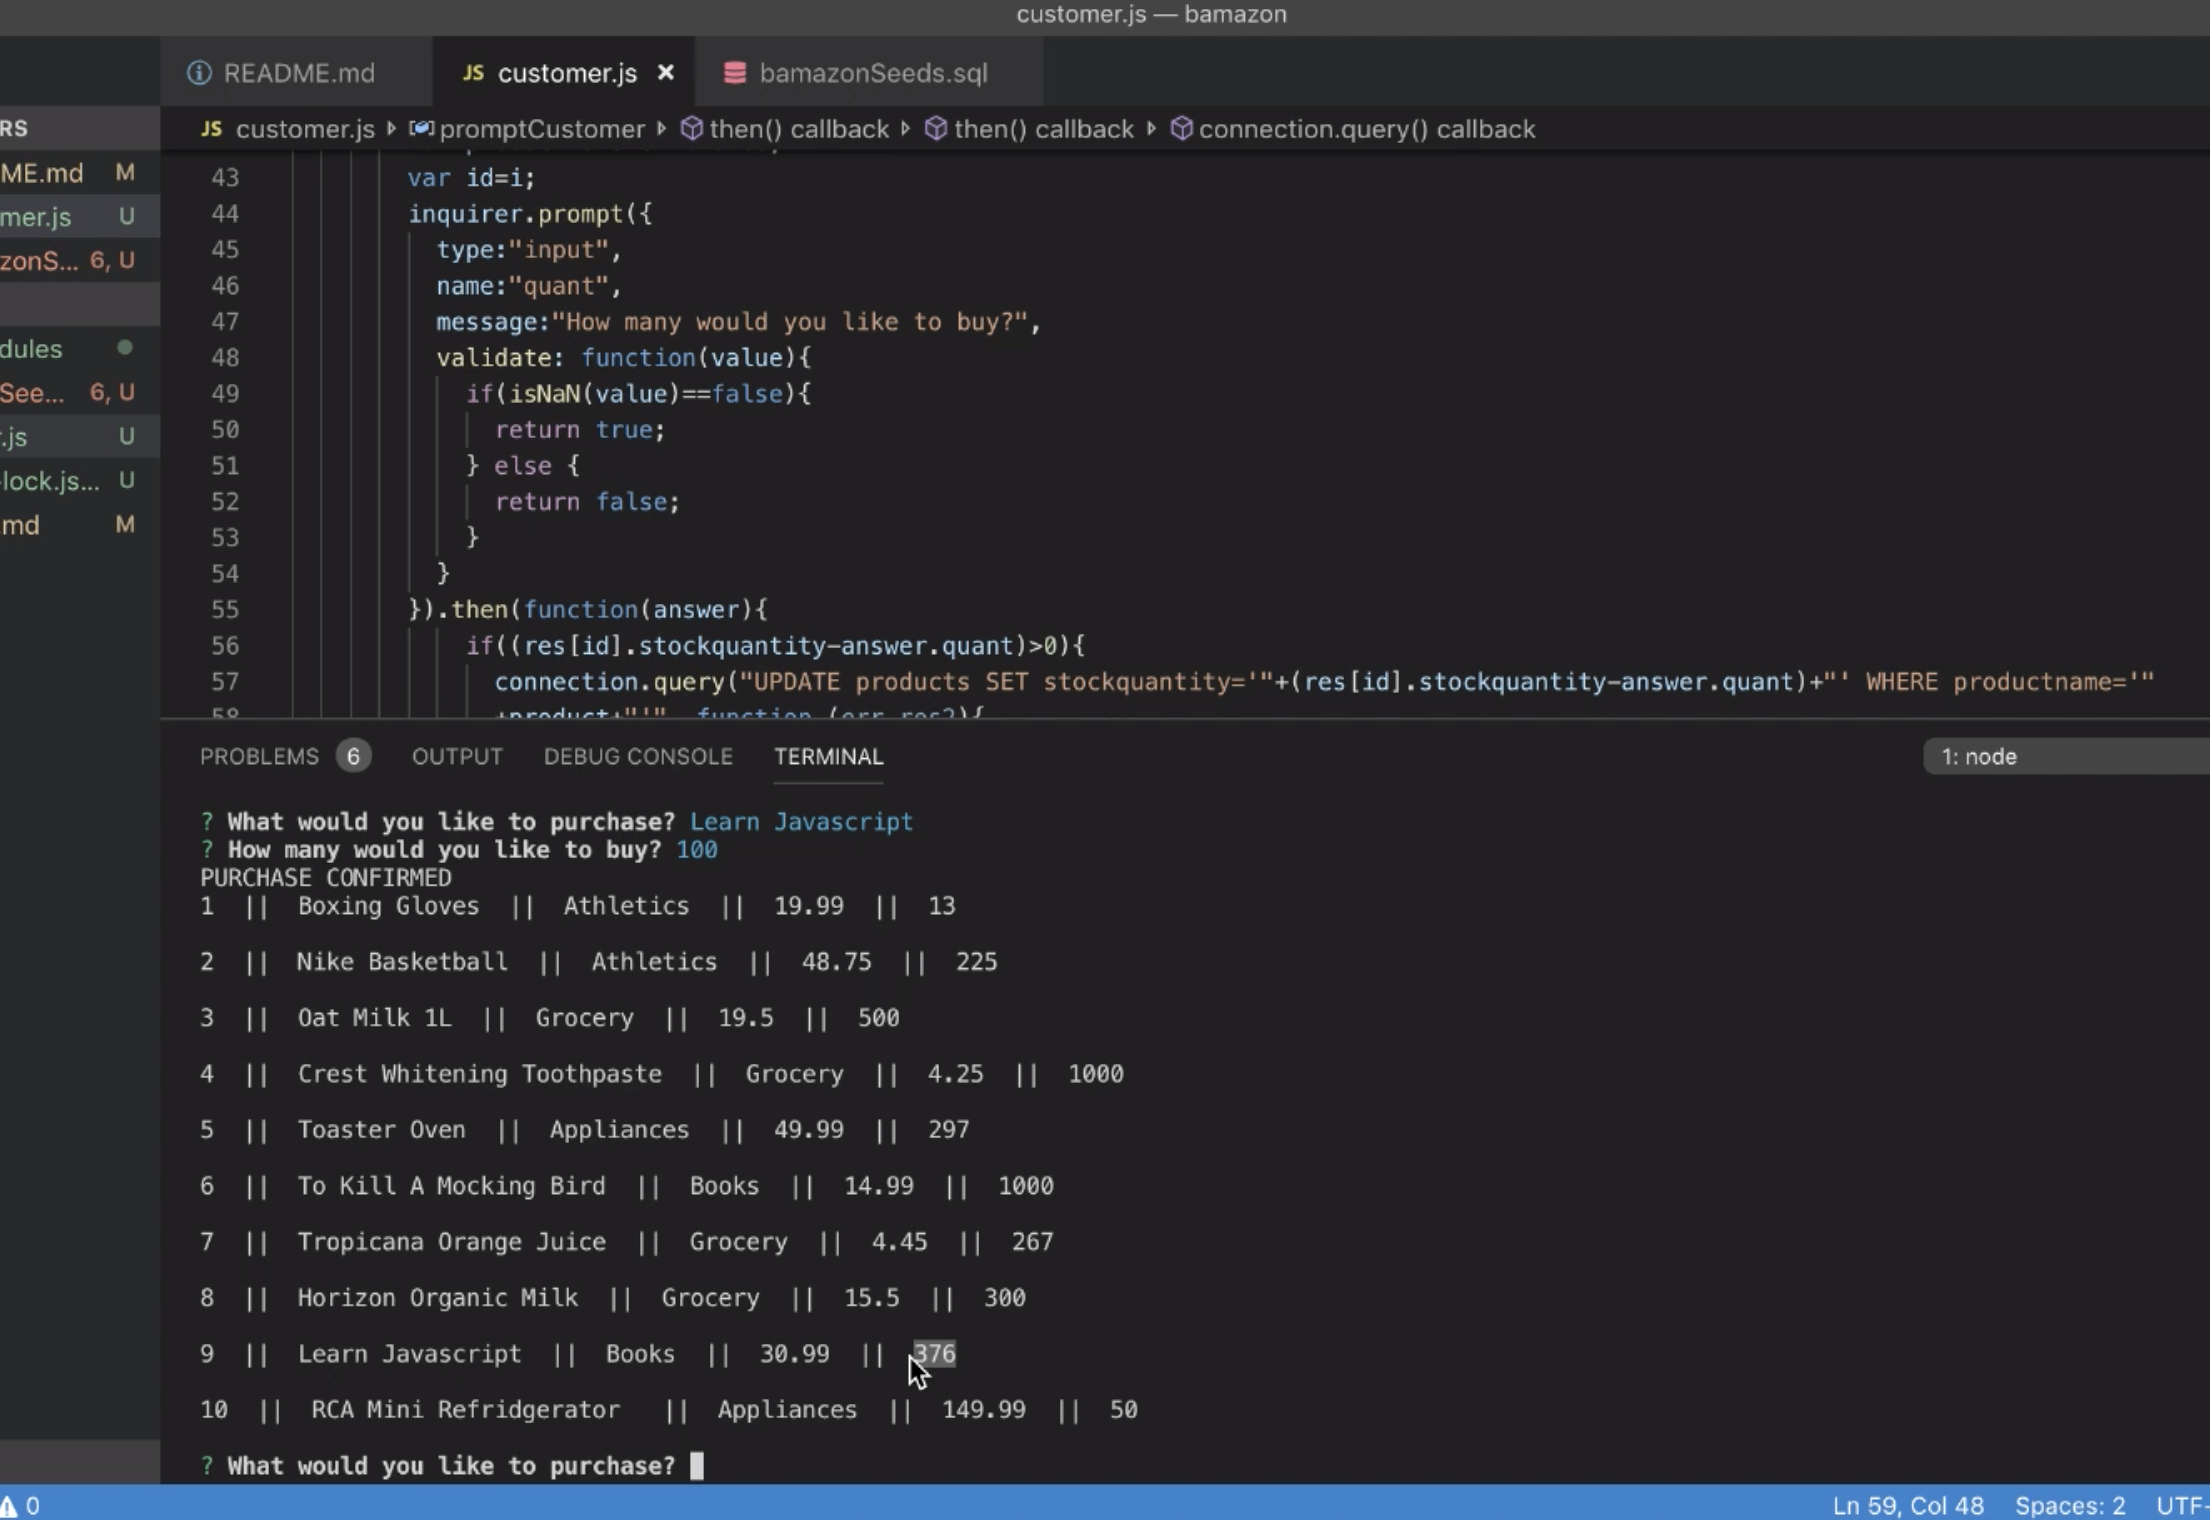 customer.js — bamazon
README.md JS customer.js × bamazonSeeds.sql
JS customer.js promptCustomer then() callback then() callback connection.query() callback
RS
ME.md M
mer.js U
zonS... 6, U
dules
See... 6, U
.js U
lock.js... U
.md M
43 var id=i;
44 inquirer.prompt({
45 type:"input",
46 name:"quant",
47 message:"How many would you like to buy?",
48 validate: function(value){
49 if(isNaN(value)==false){
50 return true;
51 } else {
52 return false;
53 }
54 }
55 }).then(function(answer){
56 if((res[id].stockquantity-answer.quant)>0){
57 connection.query("UPDATE products SET stockquantity='"+(res[id].stockquantity-answer.quant)+"' WHERE productname='"
58 +product+"'", function (err,res2){
PROBLEMS 6 OUTPUT DEBUG CONSOLE TERMINAL 1: node
? What would you like to purchase? Learn Javascript
? How many would you like to buy? 100
PURCHASE CONFIRMED
1 || Boxing Gloves || Athletics || 19.99 || 13
2 || Nike Basketball || Athletics || 48.75 || 225
3 || Oat Milk 1L || Grocery || 19.5 || 500
4 || Crest Whitening Toothpaste || Grocery || 4.25 || 1000
5 || Toaster Oven || Appliances || 49.99 || 297
6 || To Kill A Mocking Bird || Books || 14.99 || 1000
7 || Tropicana Orange Juice || Grocery || 4.45 || 267
8 || Horizon Organic Milk || Grocery || 15.5 || 300
9 || Learn Javascript || Books || 30.99 || 376
10 || RCA Mini Refridgerator || Appliances || 149.99 || 50
? What would you like to purchase?
0 Ln 59, Col 48 Spaces: 2 UTF-